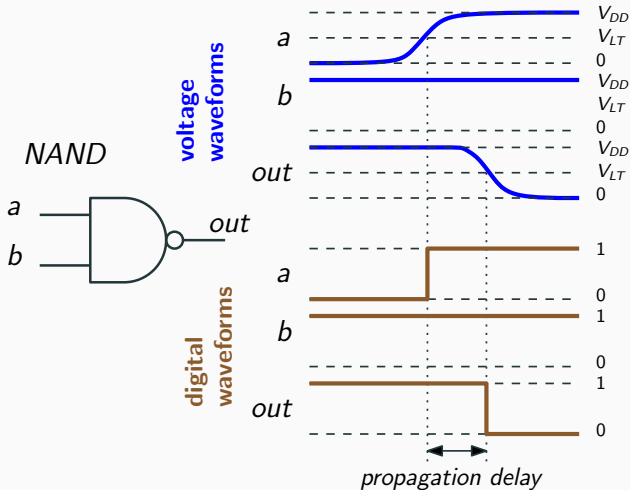 V_DD
a
V_LT
0
b
V_DD
V_LT
0
V_DD
out
V_LT
0
voltage
waveforms
NAND
a
b
out
a
1
0
b
1
0
out
1
0
digital
waveforms
propagation delay